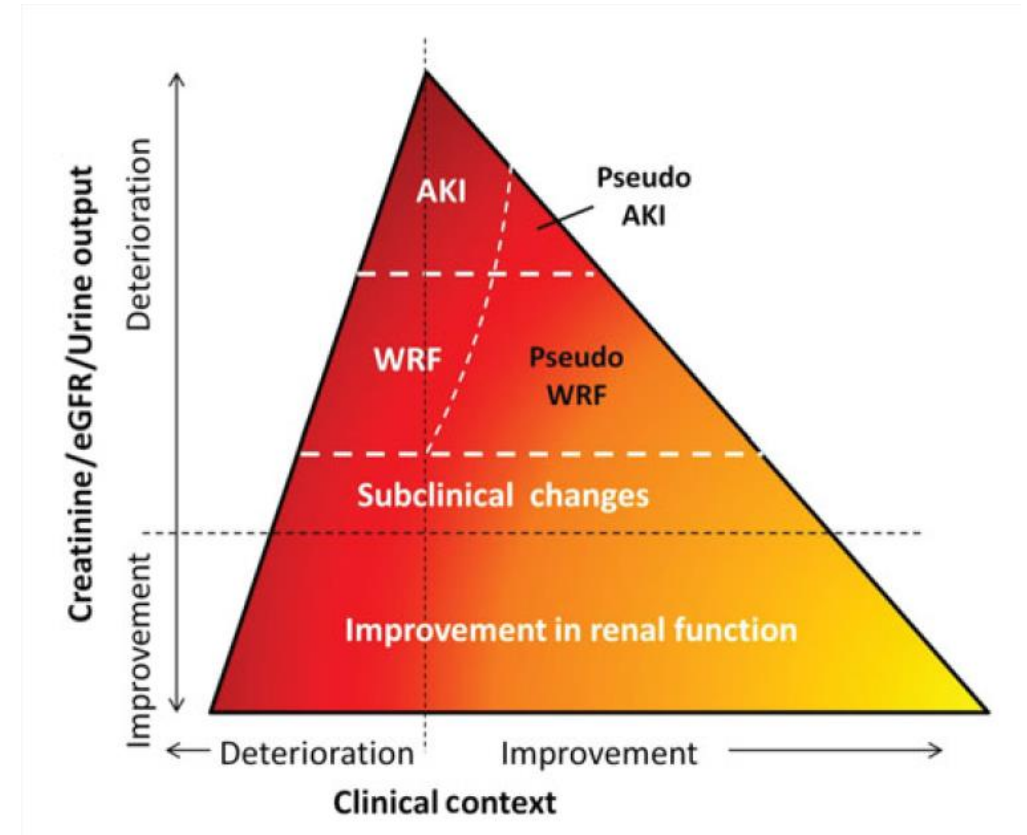 Creatinine/eGFR/Urine output
Deterioration
Improvement
AKI
Pseudo
AKI
WRF
Pseudo
WRF
Subclinical changes
Improvement in renal function
Deterioration
Improvement
Clinical context